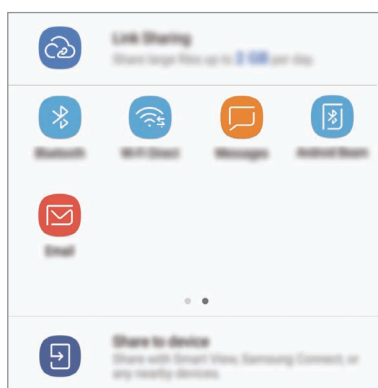 Link Sharing
Share large files up to 2 GB per day.
Bluetooth Wi-Fi Direct Messages Android Beam
Email
Share to device
Share with Smart View, Samsung Connect, or
any nearby devices.